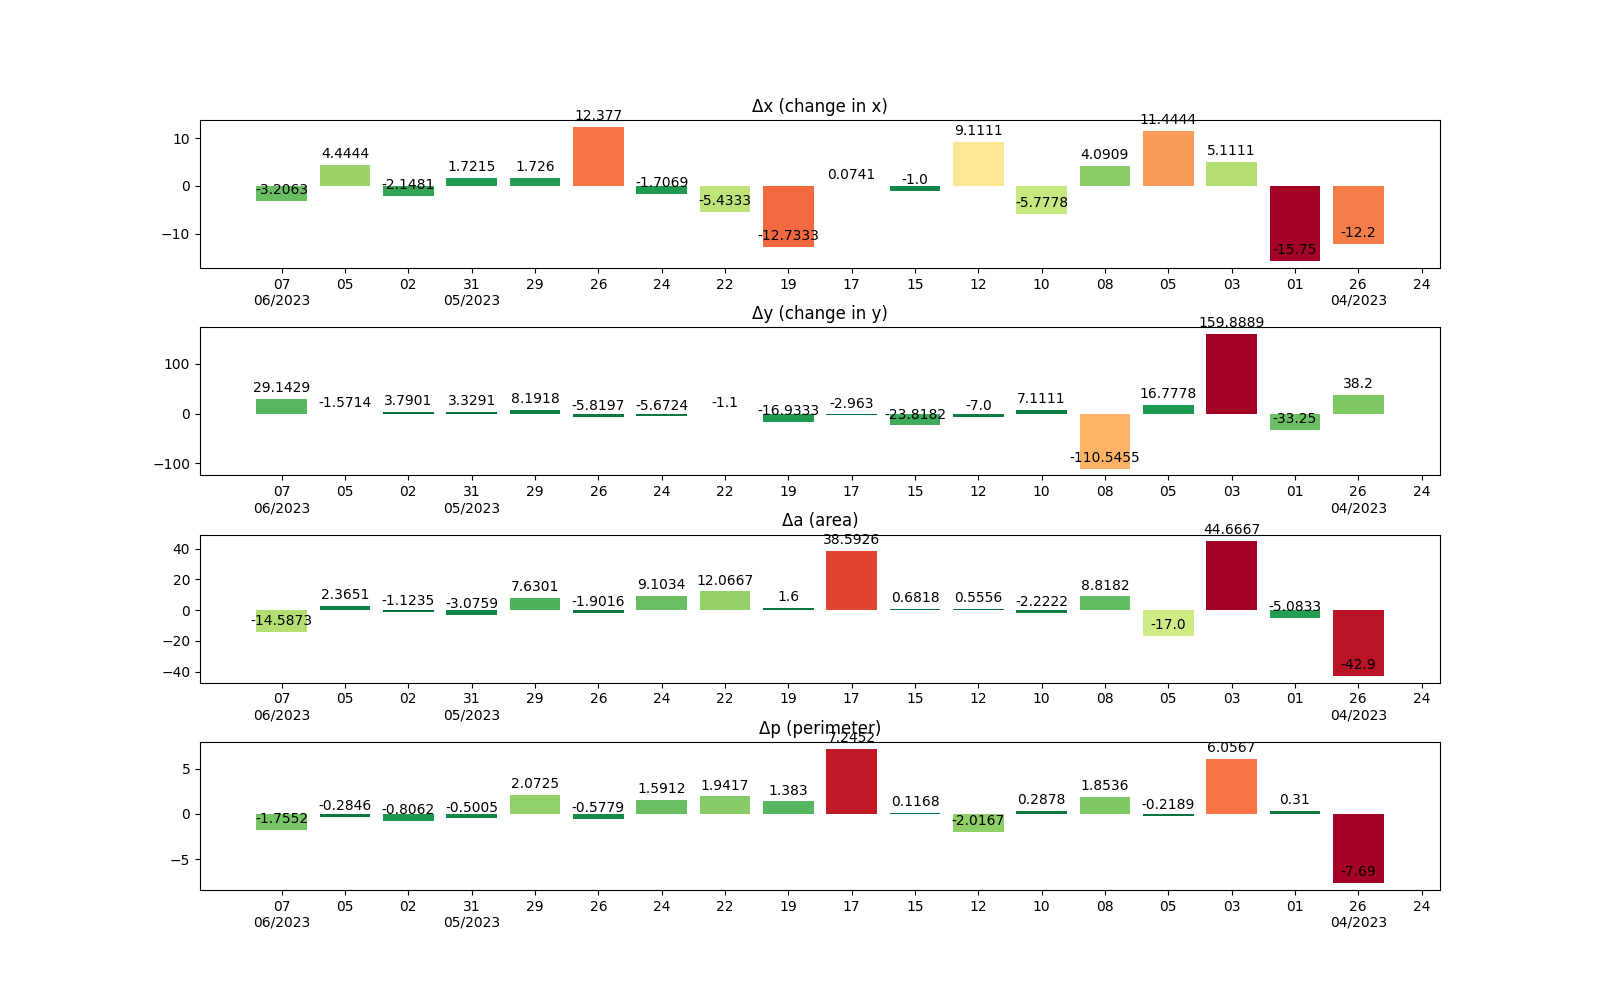 Δx (change in x)
12.377
11.4444
9.1111
4.4444
1.7215
1.726
0.0741
4.0909
5.1111
-3.2063
-2.1481
-1.7069
-5.4333
-12.7333
-1.0
-5.7778
-15.75
-12.2
10
0
−10
07 05 02 31 29 26 24 22 19 17 15 12 10 08 05 03 01 26 24
06/2023 05/2023 04/2023
Δy (change in y)
159.8889
29.1429 -1.5714 3.7901 3.3291 8.1918 -5.8197 -5.6724 -1.1 -16.9333 -2.963 -23.8182 -7.0 7.1111 -110.5455 16.7778 -33.25 38.2
100
0
−100
07 05 02 31 29 26 24 22 19 17 15 12 10 08 05 03 01 26 24
06/2023 05/2023 04/2023
Δa (area)
44.6667
38.5926
-14.5873 2.3651 -1.1235 -3.0759 7.6301 -1.9016 9.1034 12.0667 1.6 0.6818 0.5556 -2.2222 8.8182 -17.0 -5.0833 -42.9
40
20
0
−20
−40
07 05 02 31 29 26 24 22 19 17 15 12 10 08 05 03 01 26 24
06/2023 05/2023 04/2023
Δp (perimeter)
7.2452
6.0567
-1.7552 -0.2846 -0.8062 -0.5005 2.0725 -0.5779 1.5912 1.9417 1.383 0.1168 -2.0167 0.2878 1.8536 -0.2189 0.31 -7.69
5
0
−5
07 05 02 31 29 26 24 22 19 17 15 12 10 08 05 03 01 26 24
06/2023 05/2023 04/2023